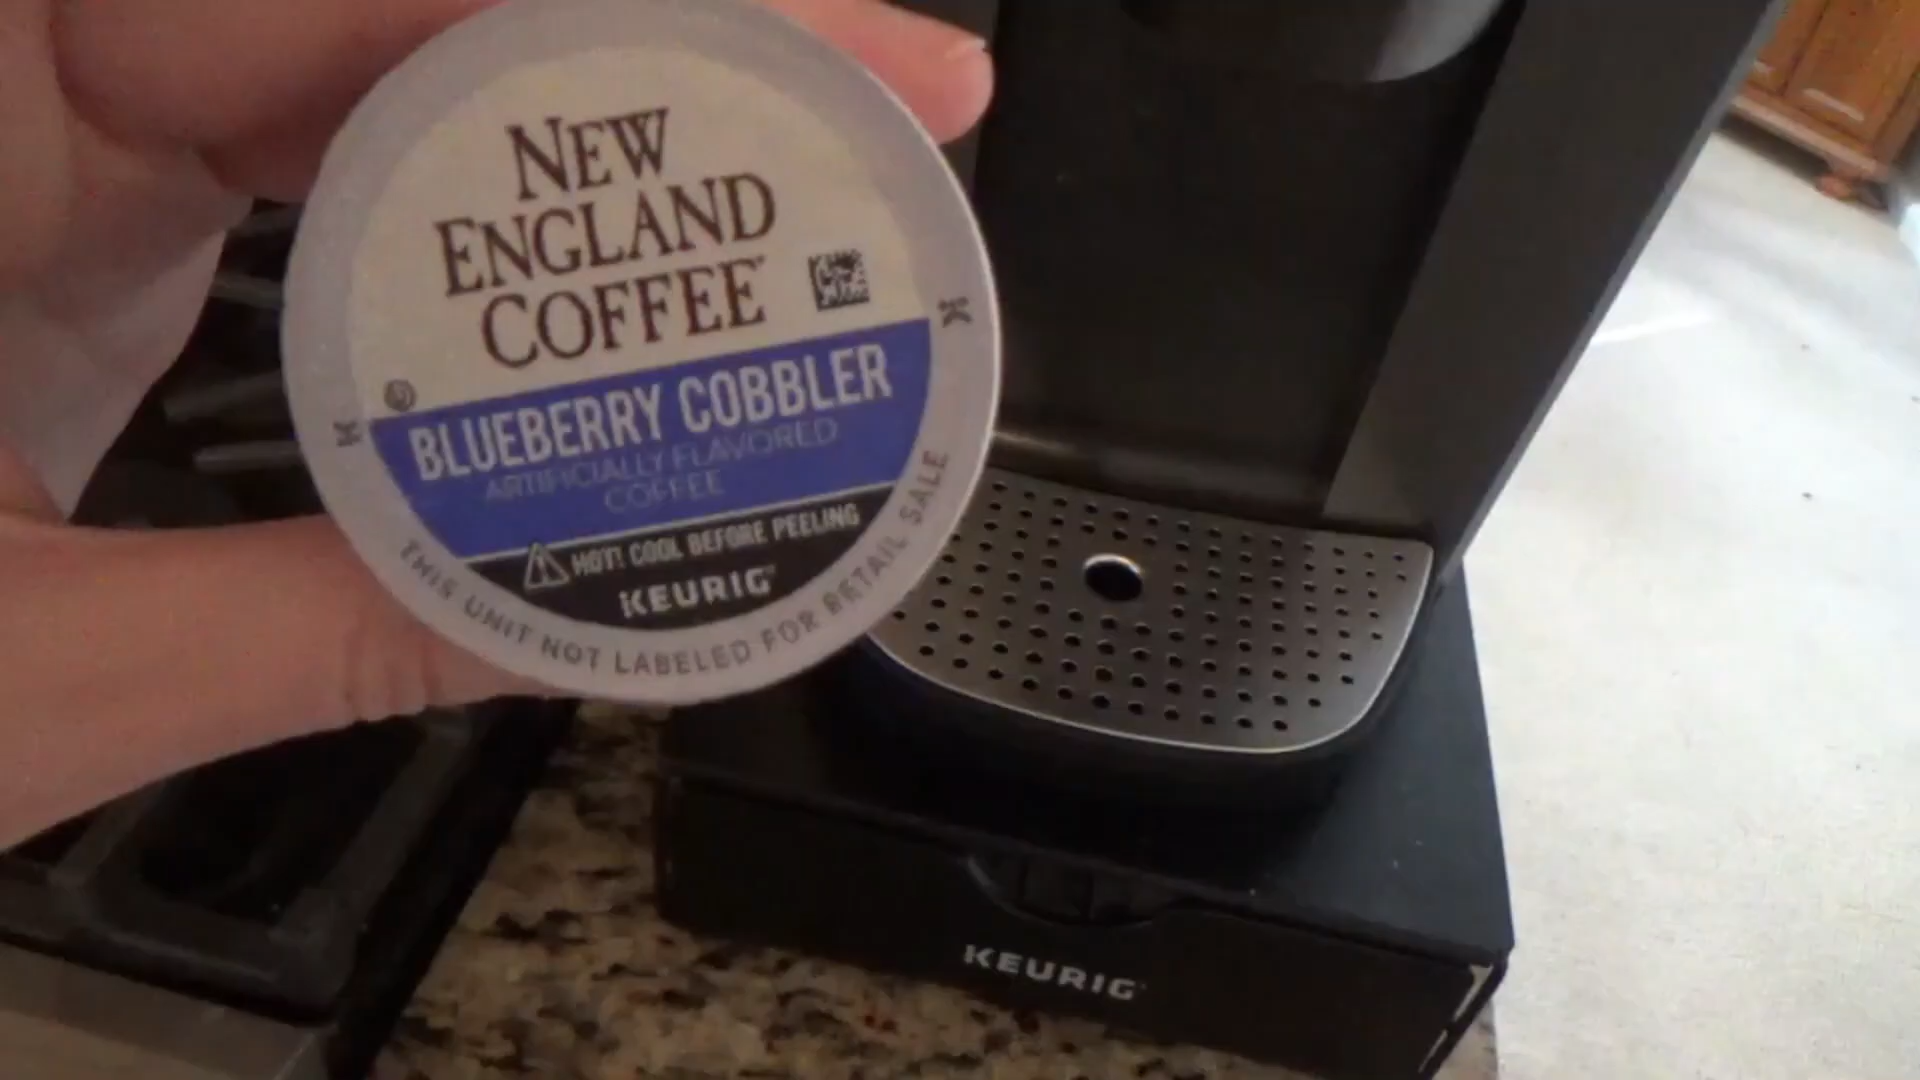 NEW
ENGLAND
COFFEE
BLUEBERRY COBBLER
ARTIFICIALLY FLAVORED
COFFEE
HOT! COOL BEFORE PEELING
KEURIG
THIS UNIT NOT LABELED FOR RETAIL SALE
KEURIG